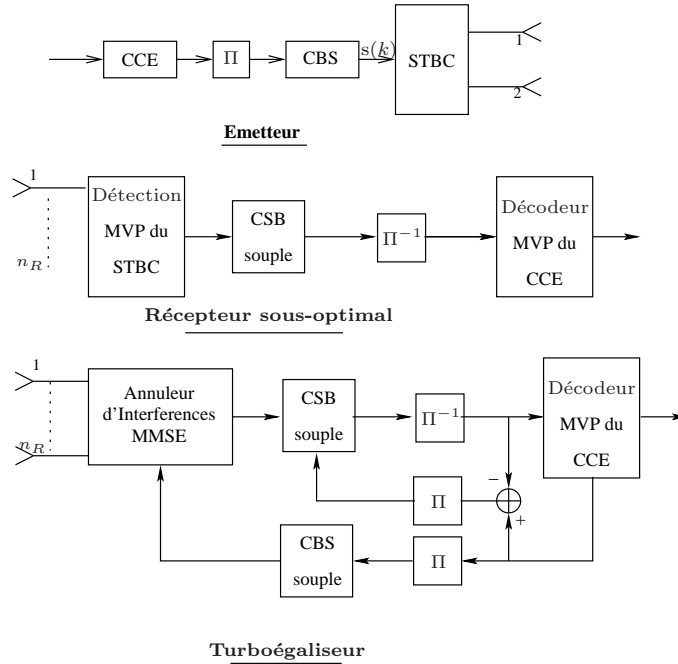 CCE
Π
CBS
s(k)
STBC
1
2
Emetteur
1
n_R
Détection
MVP du
STBC
CSB
souple
Π⁻¹
Décodeur
MVP du
CCE
Récepteur sous-optimal
1
n_R
Annuleur
d'Interferences
MMSE
CSB
souple
Π⁻¹
Décodeur
MVP du
CCE
Π
−
+
CBS
souple
Π
Turboégaliseur